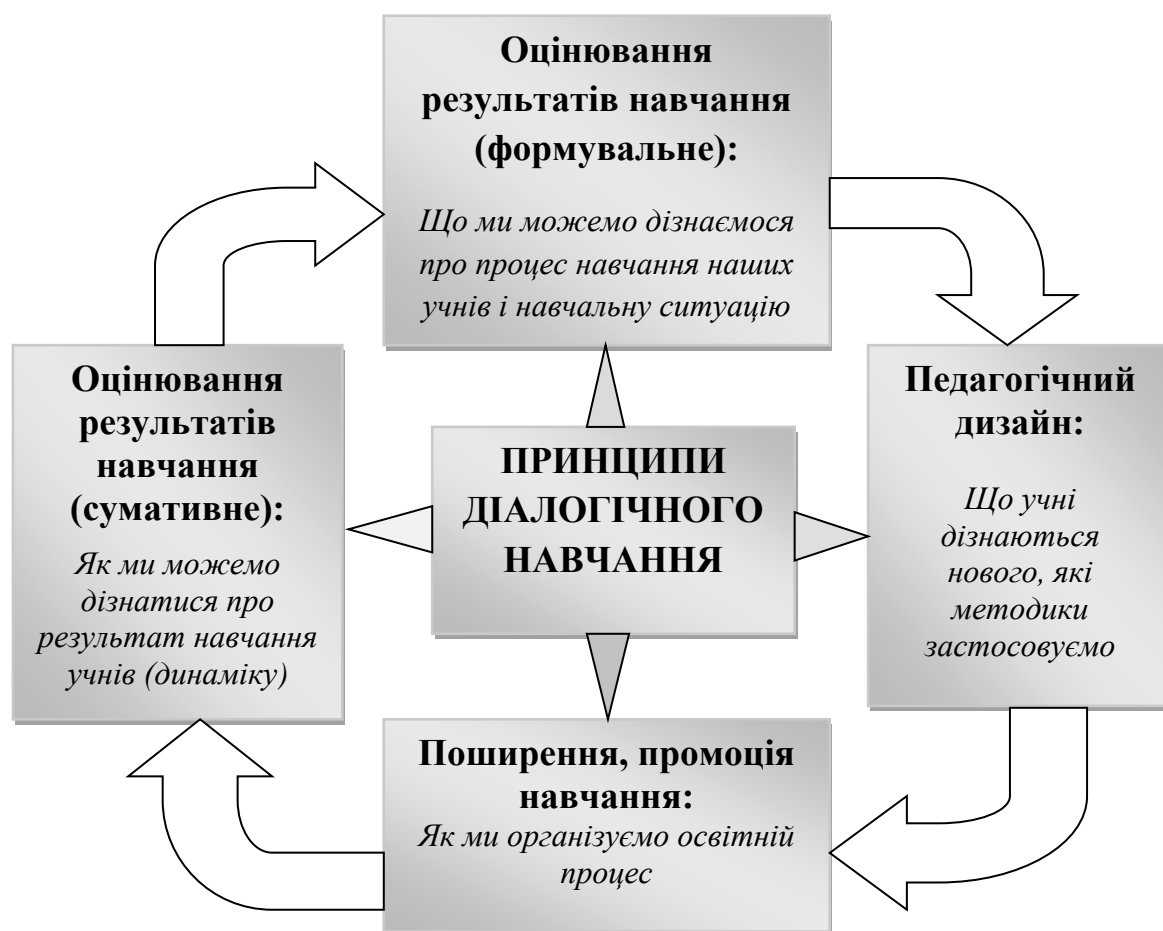 Оцінювання
результатів навчання
(формувальне):
Що ми можемо дізнаємося
про процес навчання наших
учнів і навчальну ситуацію
Оцінювання
результатів
навчання
(сумативне):
Як ми можемо
дізнатися про
результат навчання
учнів (динаміку)
ПРИНЦИПИ
ДІАЛОГІЧНОГО
НАВЧАННЯ
Педагогічний
дизайн:
Що учні
дізнаються
нового, які
методики
застосовуємо
Поширення, промоція
навчання:
Як ми організуємо освітній
процес